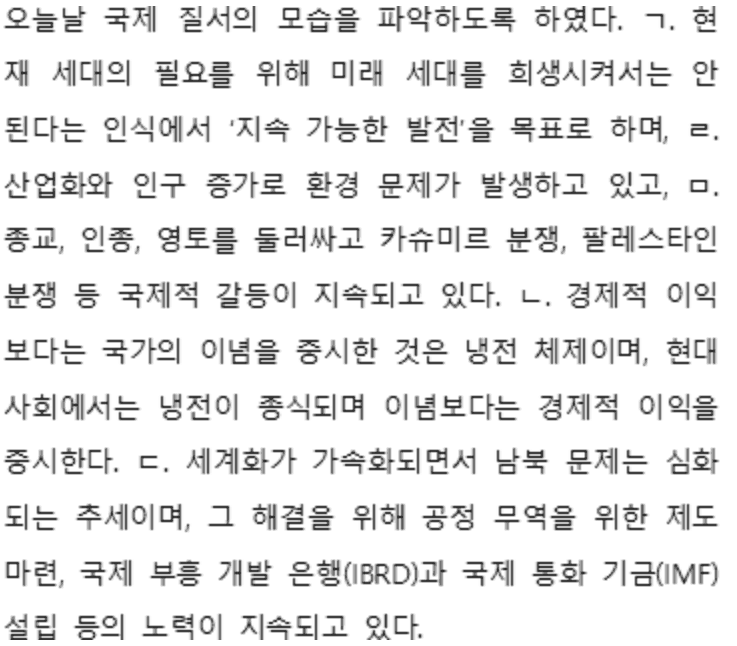 오늘날 국제 질서의 모습을 파악하도록 하였다. ㄱ. 현
재 세대의 필요를 위해 미래 세대를 희생시켜서는 안
된다는 인식에서 '지속 가능한 발전'을 목표로 하며, ㄹ.
산업화와 인구 증가로 환경 문제가 발생하고 있고, ㅁ.
종교, 인종, 영토를 둘러싸고 카슈미르 분쟁, 팔레스타인
분쟁 등 국제적 갈등이 지속되고 있다. ㄴ. 경제적 이익
보다는 국가의 이념을 중시한 것은 냉전 체제이며, 현대
사회에서는 냉전이 종식되며 이념보다는 경제적 이익을
중시한다. ㄷ. 세계화가 가속화되면서 남북 문제는 심화
되는 추세이며, 그 해결을 위해 공정 무역을 위한 제도
마련, 국제 부흥 개발 은행(IBRD)과 국제 통화 기금(IMF)
설립 등의 노력이 지속되고 있다.